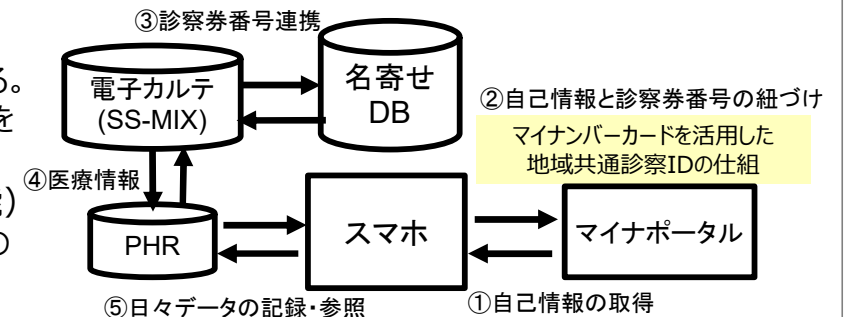 ③診察券番号連携
る。
を
電子カルテ
(SS-MIX)
名寄せ
DB
②自己情報と診察券番号の紐づけ
マイナンバーカードを活用した
地域共通診察IDの仕組
④医療情報
)
の
PHR
スマホ
マイナポータル
⑤日々データの記録・参照
①自己情報の取得